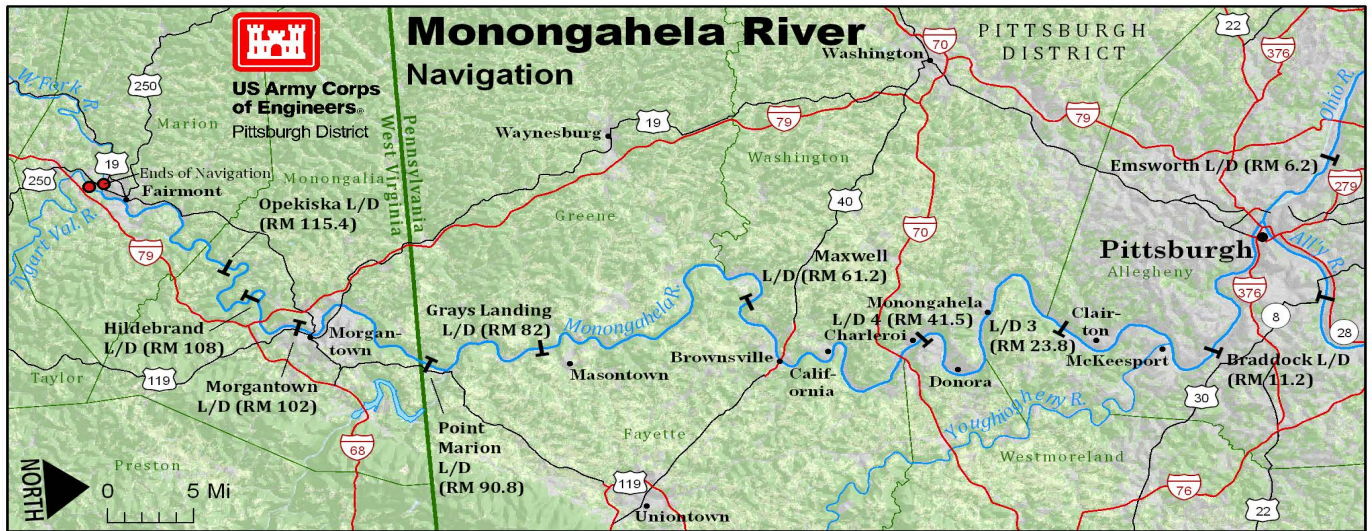 Monongahela River
Navigation
US Army Corps
of Engineers®
Pittsburgh District
PITTSBURGH
DISTRICT
Pennsylvania
West Virginia
W Fork R.
Tygart Val. R.
Monongahela R.
Youghiogheny R.
Ohio R.
All'y R.
Marion
Monongalia
Taylor
Preston
Greene
Washington
Fayette
Westmoreland
Allegheny
250
19
250
79
119
68
19
79
70
40
70
119
79
22
376
279
376
8
28
30
76
22
Ends of Navigation
Fairmont
Opekiska L/D
(RM 115.4)
Hildebrand
L/D (RM 108)
Morgantown
L/D (RM 102)
Morgan-
town
Point
Marion
L/D
(RM 90.8)
Grays Landing
L/D (RM 82)
Masontown
Waynesburg
Washington
Uniontown
Maxwell
L/D (RM 61.2)
Brownsville
Calif-
ornia
Charleroi
Monongahela
L/D 4 (RM 41.5)
Donora
L/D 3
(RM 23.8)
Clair-
ton
McKeesport
Braddock L/D
(RM 11.2)
Pittsburgh
Emsworth L/D (RM 6.2)
NORTH
0 5 Mi